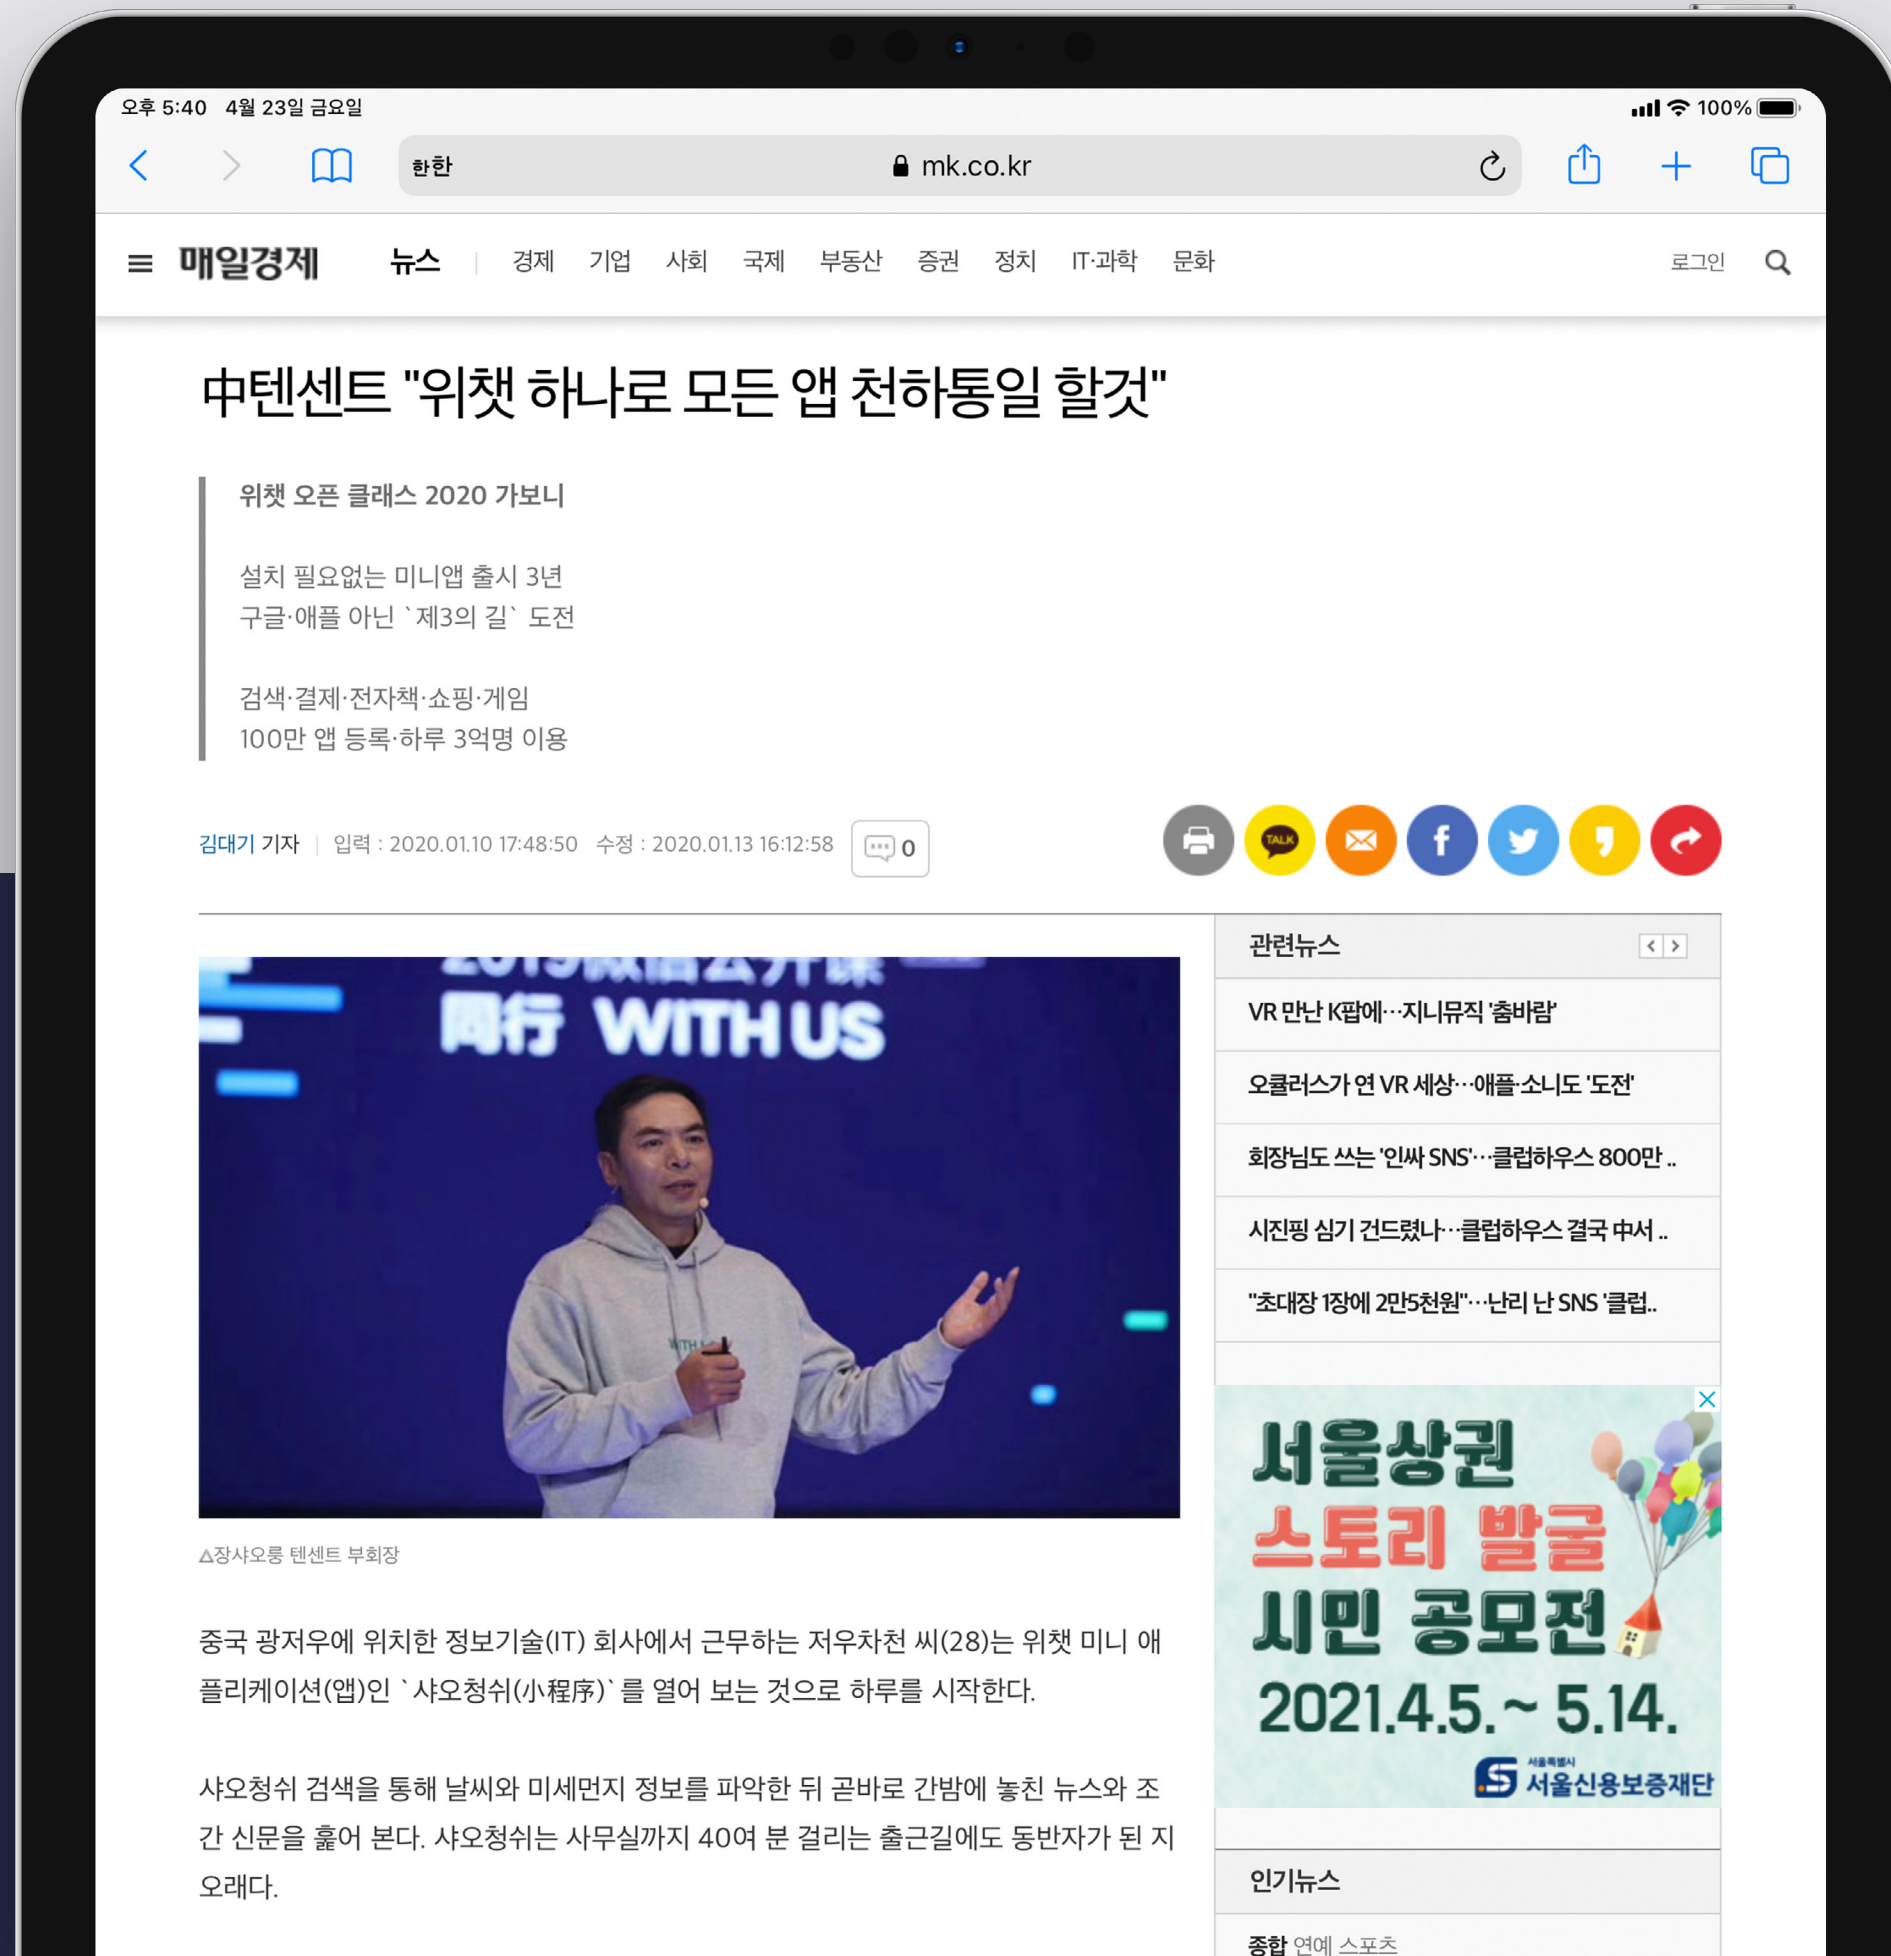 오후 5:40 4월 23일 금요일
100%
한한 mk.co.kr
매일경제 뉴스 경제 기업 사회 국제 부동산 증권 정치 IT·과학 문화 로그인
中텐센트 "위챗 하나로 모든 앱 천하통일 할것"
위챗 오픈 클래스 2020 가보니
설치 필요없는 미니앱 출시 3년
구글·애플 아닌 `제3의 길` 도전
검색·결제·전자책·쇼핑·게임
100만 앱 등록·하루 3억명 이용
김대기 기자 입력 : 2020.01.10 17:48:50 수정 : 2020.01.13 16:12:58 0
TALK
2019微信公开课
同行 WITH US
WITH
△장샤오룽 텐센트 부회장
중국 광저우에 위치한 정보기술(IT) 회사에서 근무하는 저우차천 씨(28)는 위챗 미니 애
플리케이션(앱)인 `샤오청쉬(小程序)`를 열어 보는 것으로 하루를 시작한다.
샤오청쉬 검색을 통해 날씨와 미세먼지 정보를 파악한 뒤 곧바로 간밤에 놓친 뉴스와 조
간 신문을 훑어 본다. 샤오청쉬는 사무실까지 40여 분 걸리는 출근길에도 동반자가 된 지
오래다.
관련뉴스
VR 만난 K팝에…지니뮤직 '춤바람'
오큘러스가 연 VR 세상…애플·소니도 '도전'
회장님도 쓰는 '인싸 SNS'…클럽하우스 800만 ..
시진핑 심기 건드렸나…클럽하우스 결국 中서 ..
"초대장 1장에 2만5천원"…난리 난 SNS '클럽..
서울상권
스토리 발굴
시민 공모전
2021.4.5.~ 5.14.
서울특별시
서울신용보증재단
인기뉴스
종합 연예 스포츠